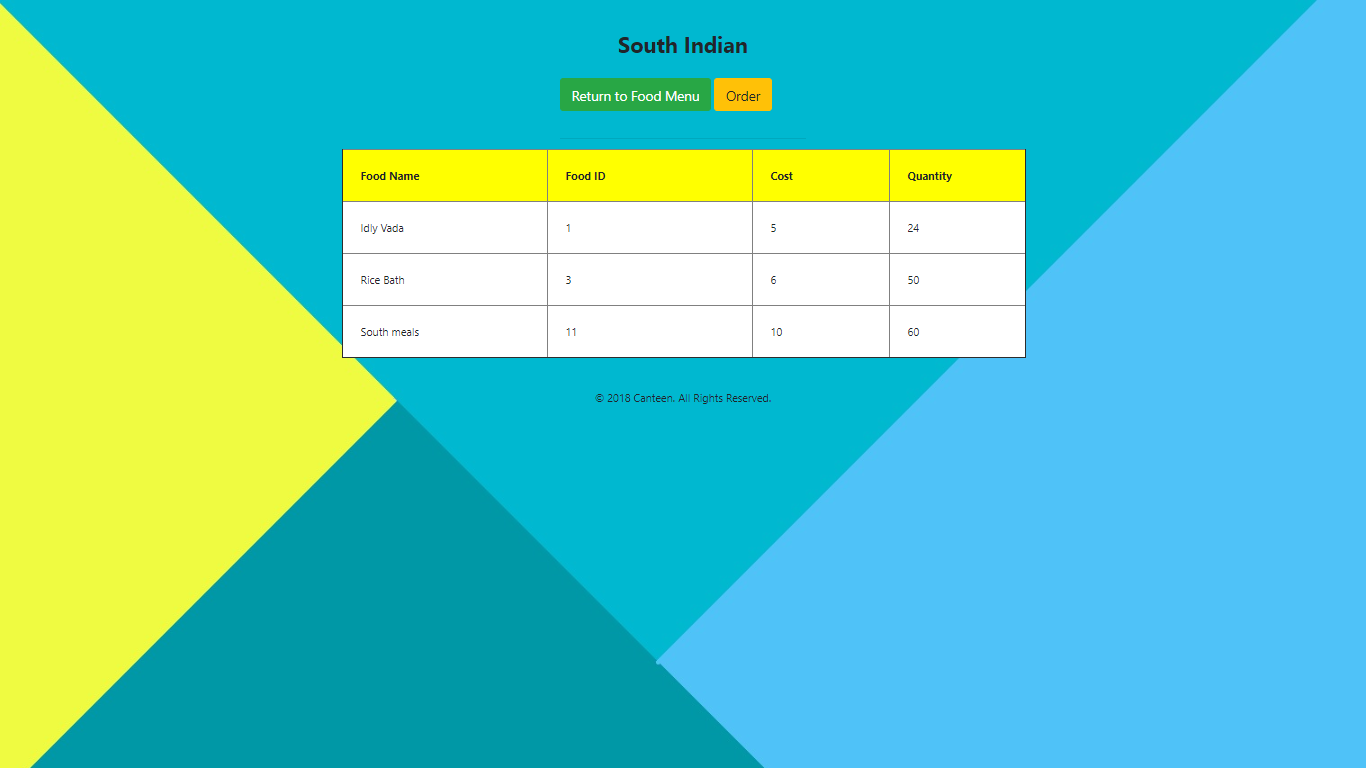 South Indian
Return to Food Menu Order
Food Name Food ID Cost Quantity
Idly Vada 1 5 24
Rice Bath 3 6 50
South meals 11 10 60
© 2018 Canteen. All Rights Reserved.